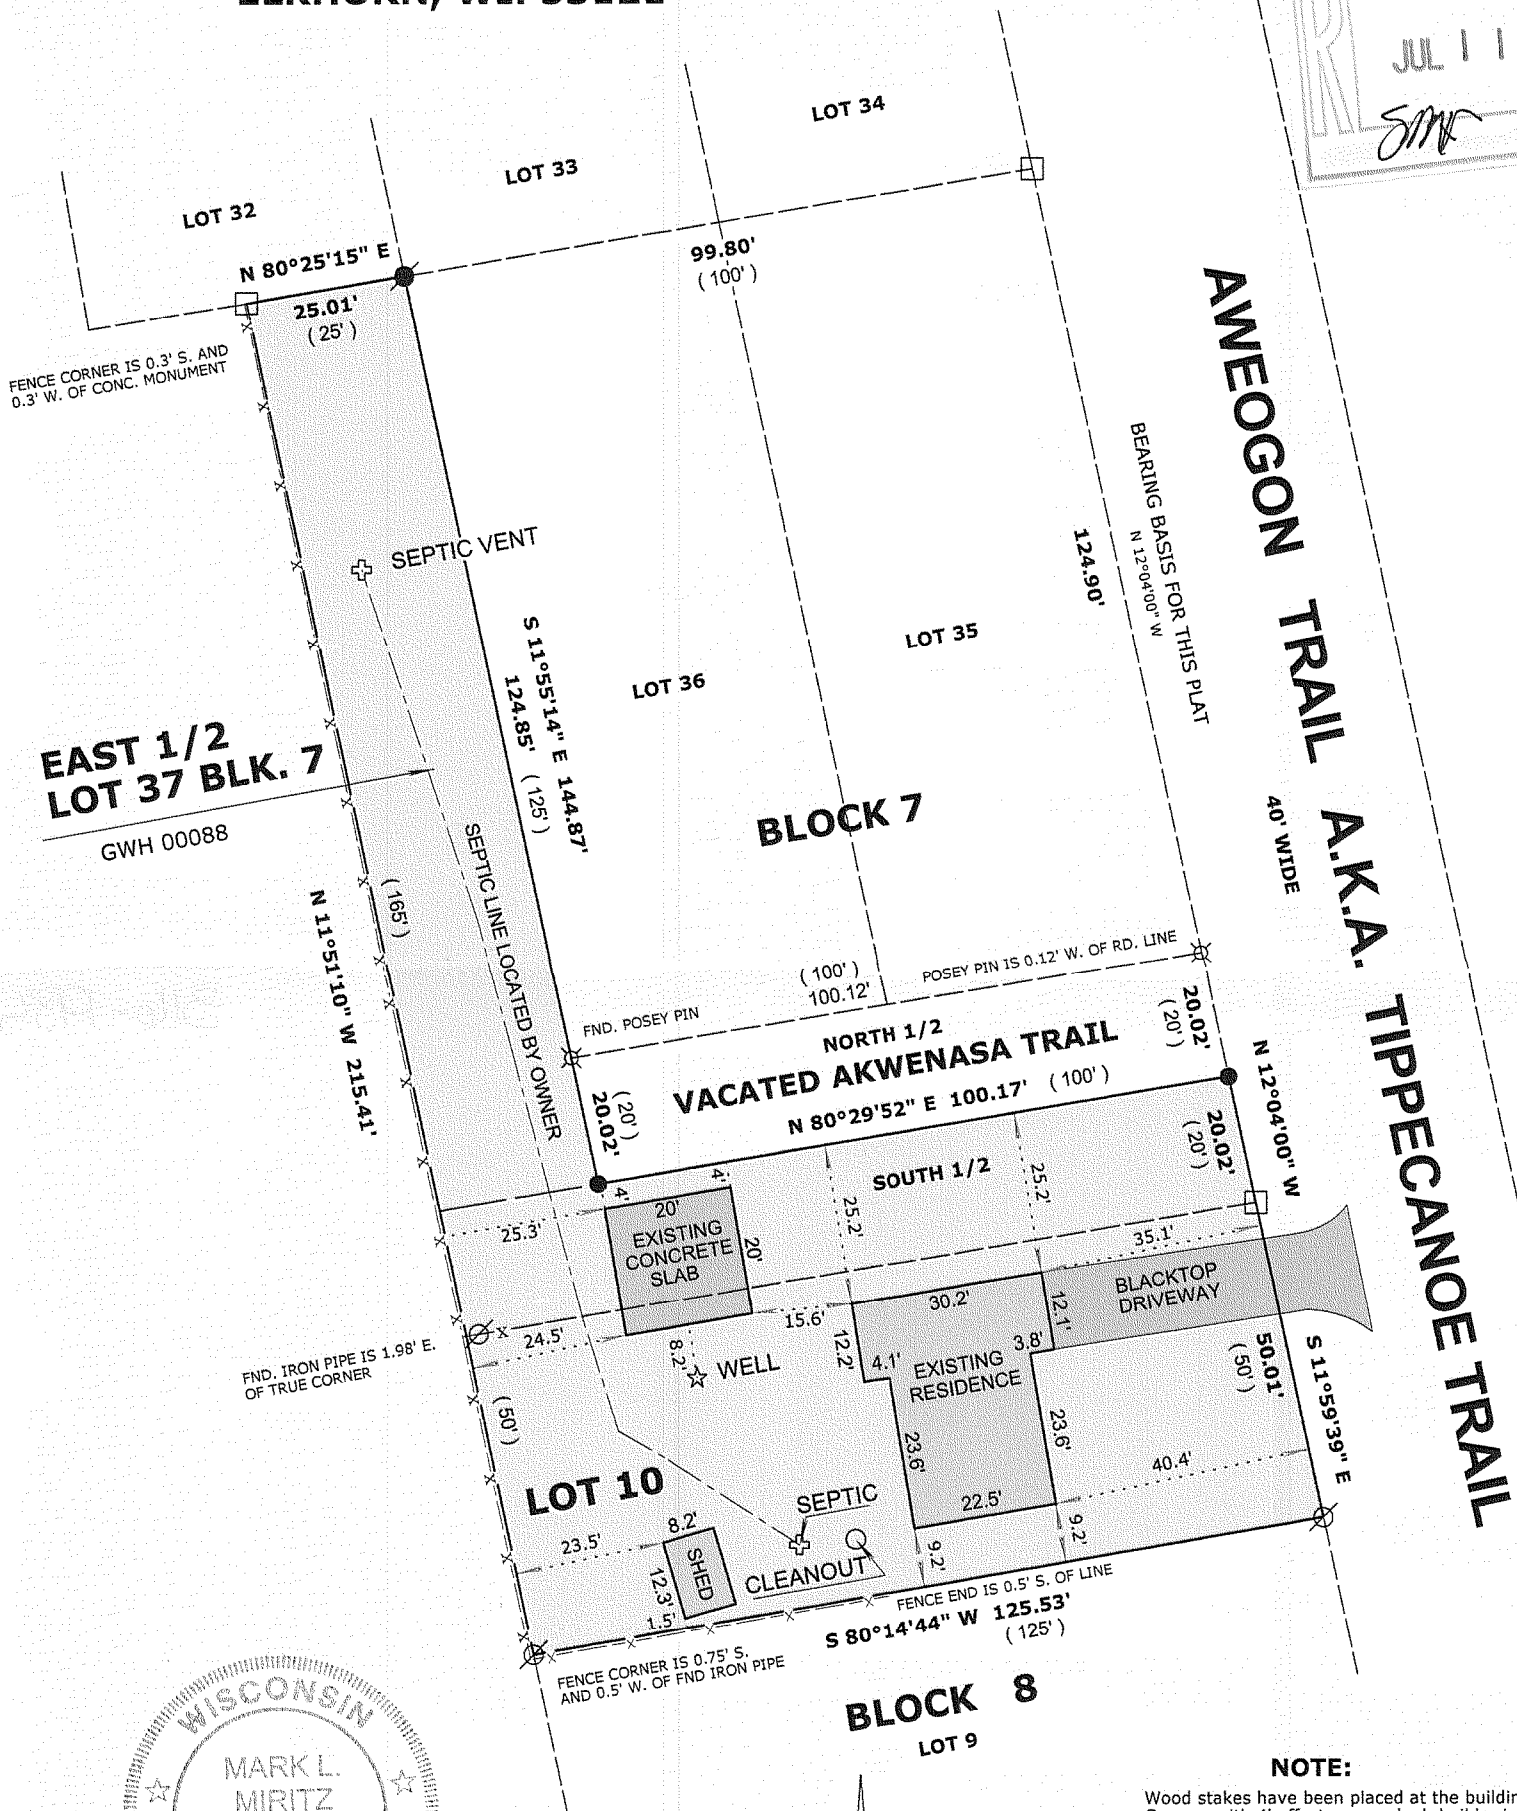 JUL 11
LOT 34
LOT 33
LOT 32
N 80°25'15" E
25.01'
( 25' )
99.80'
( 100' )
FENCE CORNER IS 0.3' S. AND
0.3' W. OF CONC. MONUMENT
AWEOGON TRAIL A.K.A. TIPPECANOE TRAIL
BEARING BASIS FOR THIS PLAT
N 12°04'00" W
124.90'
SEPTIC VENT
S 11°55'14" E 144.87'
124.85' ( 125' )
LOT 35
LOT 36
EAST 1/2
LOT 37 BLK. 7
GWH 00088
BLOCK 7
40' WIDE
SEPTIC LINE LOCATED BY OWNER
( 165' )
N 11°51'10" W 215.41'
( 100' )
100.12'
POSEY PIN IS 0.12' W. OF RD. LINE
FND. POSEY PIN
20.02'
( 20' )
NORTH 1/2
VACATED AKWENASA TRAIL
N 80°29'52" E 100.17' ( 100' )
N 12°04'00" W
( 20' )
20.02'
20.02'
( 20' )
SOUTH 1/2
4'
4'
20'
25.2'
25.2'
25.3'
EXISTING
CONCRETE
SLAB
20'
35.1'
BLACKTOP
DRIVEWAY
30.2'
12.1'
15.6'
24.5'
12.2'
3.8'
4.1'
8.2'
WELL
EXISTING
RESIDENCE
FND. IRON PIPE IS 1.98' E.
OF TRUE CORNER
50.01'
( 50' )
S 11°59'39" E
( 50' )
23.6'
23.6'
40.4'
LOT 10
22.5'
SEPTIC
8.2'
23.5'
SHED
12.3'
CLEANOUT
9.2'
9.2'
1.5'
FENCE END IS 0.5' S. OF LINE
S 80°14'44" W 125.53'
( 125' )
FENCE CORNER IS 0.75' S.
AND 0.5' W. OF FND IRON PIPE
BLOCK 8
LOT 9
WISCONSIN
MARK L.
MIRITZ
NOTE:
Wood stakes have been placed at the buildin